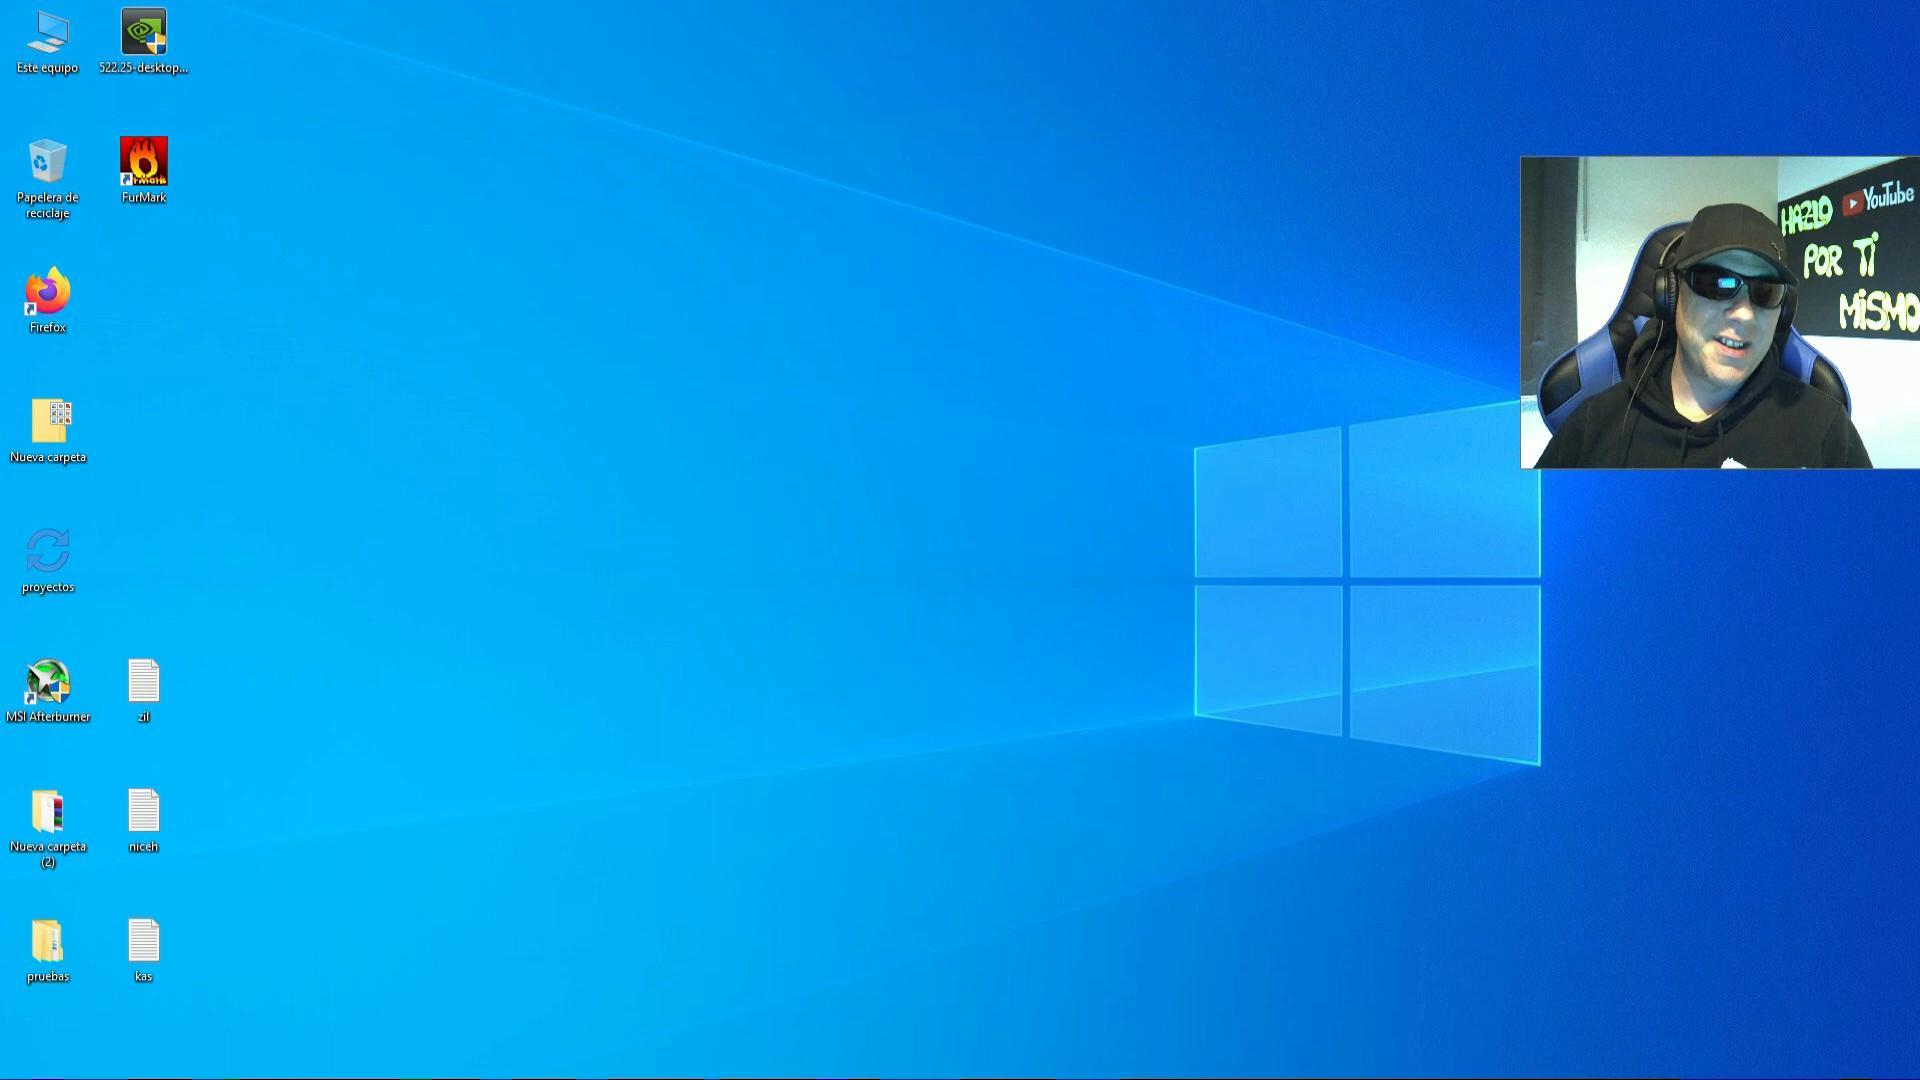 Este equipo
522.25-desktop...
Papelera de
reciclaje
FurMark
Firefox
Nueva carpeta
proyectos
MSI Afterburner
zil
Nueva carpeta
(2)
niceh
pruebas
kas
YouTube
HAZLO
POR Ti
MiSMO